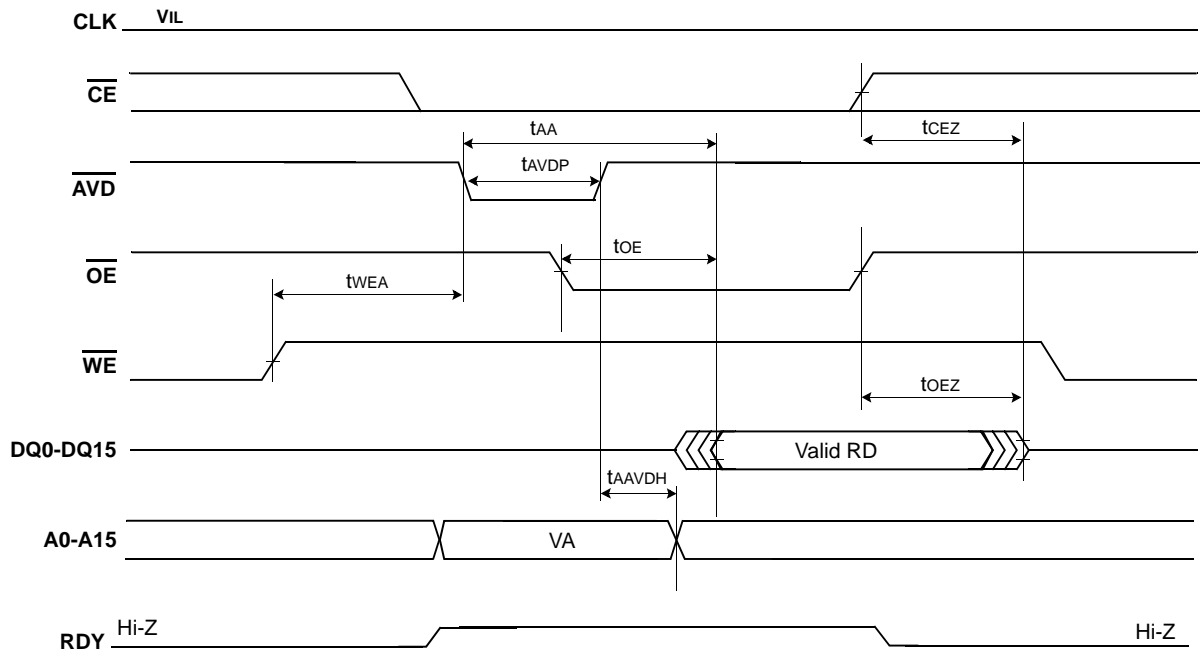 CLK VIL
CE
tAA
tCEZ
AVD
tAVDP
OE
tOE
tWEA
WE
tOEZ
DQ0-DQ15
Valid RD
tAAVDH
A0-A15
VA
RDY
Hi-Z
Hi-Z